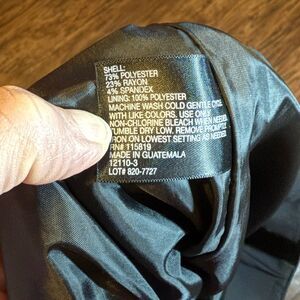 SHELL:
73% POLYESTER
23% RAYON
4% SPANDEX
LINING: 100% POLYESTER
MACHINE WASH COLD GENTLE CYCLE
WITH LIKE COLORS. USE ONLY
NON-CHLORINE BLEACH WHEN NEEDED.
TUMBLE DRY LOW. REMOVE PROMPTLY.
IRON ON LOWEST SETTING AS NEEDED
RN# 115819
MADE IN GUATEMALA
12110-3
LOT# 820-7727